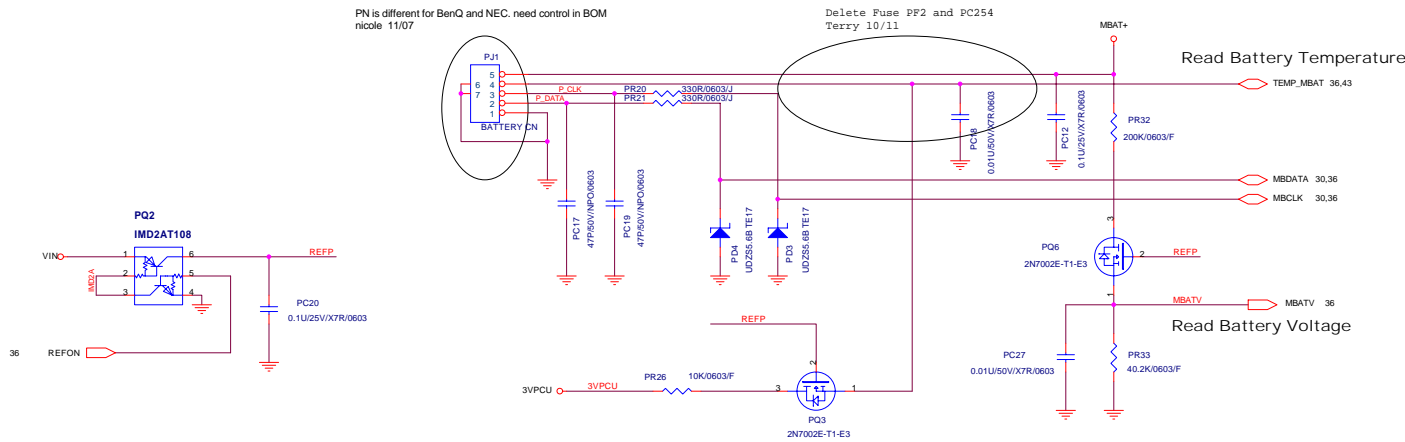 PN is different for BenQ and NEC. need control in BOM
nicole 11/07
Delete Fuse PF2 and PC254
Terry 10/11
MBAT+
Read Battery Temperature
PJ1
5
4
3
2
1
6
7
BATTERY CN
P_CLK
P_DATA
PR20 330R/0603/J
PR21 330R/0603/J
TEMP_MBAT 36,43
PC18
0.01U/50V/X7R/0603
PC12
0.1U/25V/X7R/0603
PR32
200K/0603/F
MBDATA 30,36
MBCLK 30,36
PC17
47P/50V/NPO/0603
PC19
47P/50V/NPO/0603
PD4
UDZS5.6B TE17
PD3
UDZS5.6B TE17
PQ2
IMD2AT108
VIN
1
2
3
6
5
4
IMD2A
REFP
PC20
0.1U/25V/X7R/0603
36 REFON
3
PQ6
2N7002E-T1-E3
2
REFP
1
MBATV
MBATV 36
Read Battery Voltage
PC27
0.01U/50V/X7R/0603
PR33
40.2K/0603/F
REFP
2
3VPCU
3VPCU
PR26
10K/0603/F
3
1
PQ3
2N7002E-T1-E3